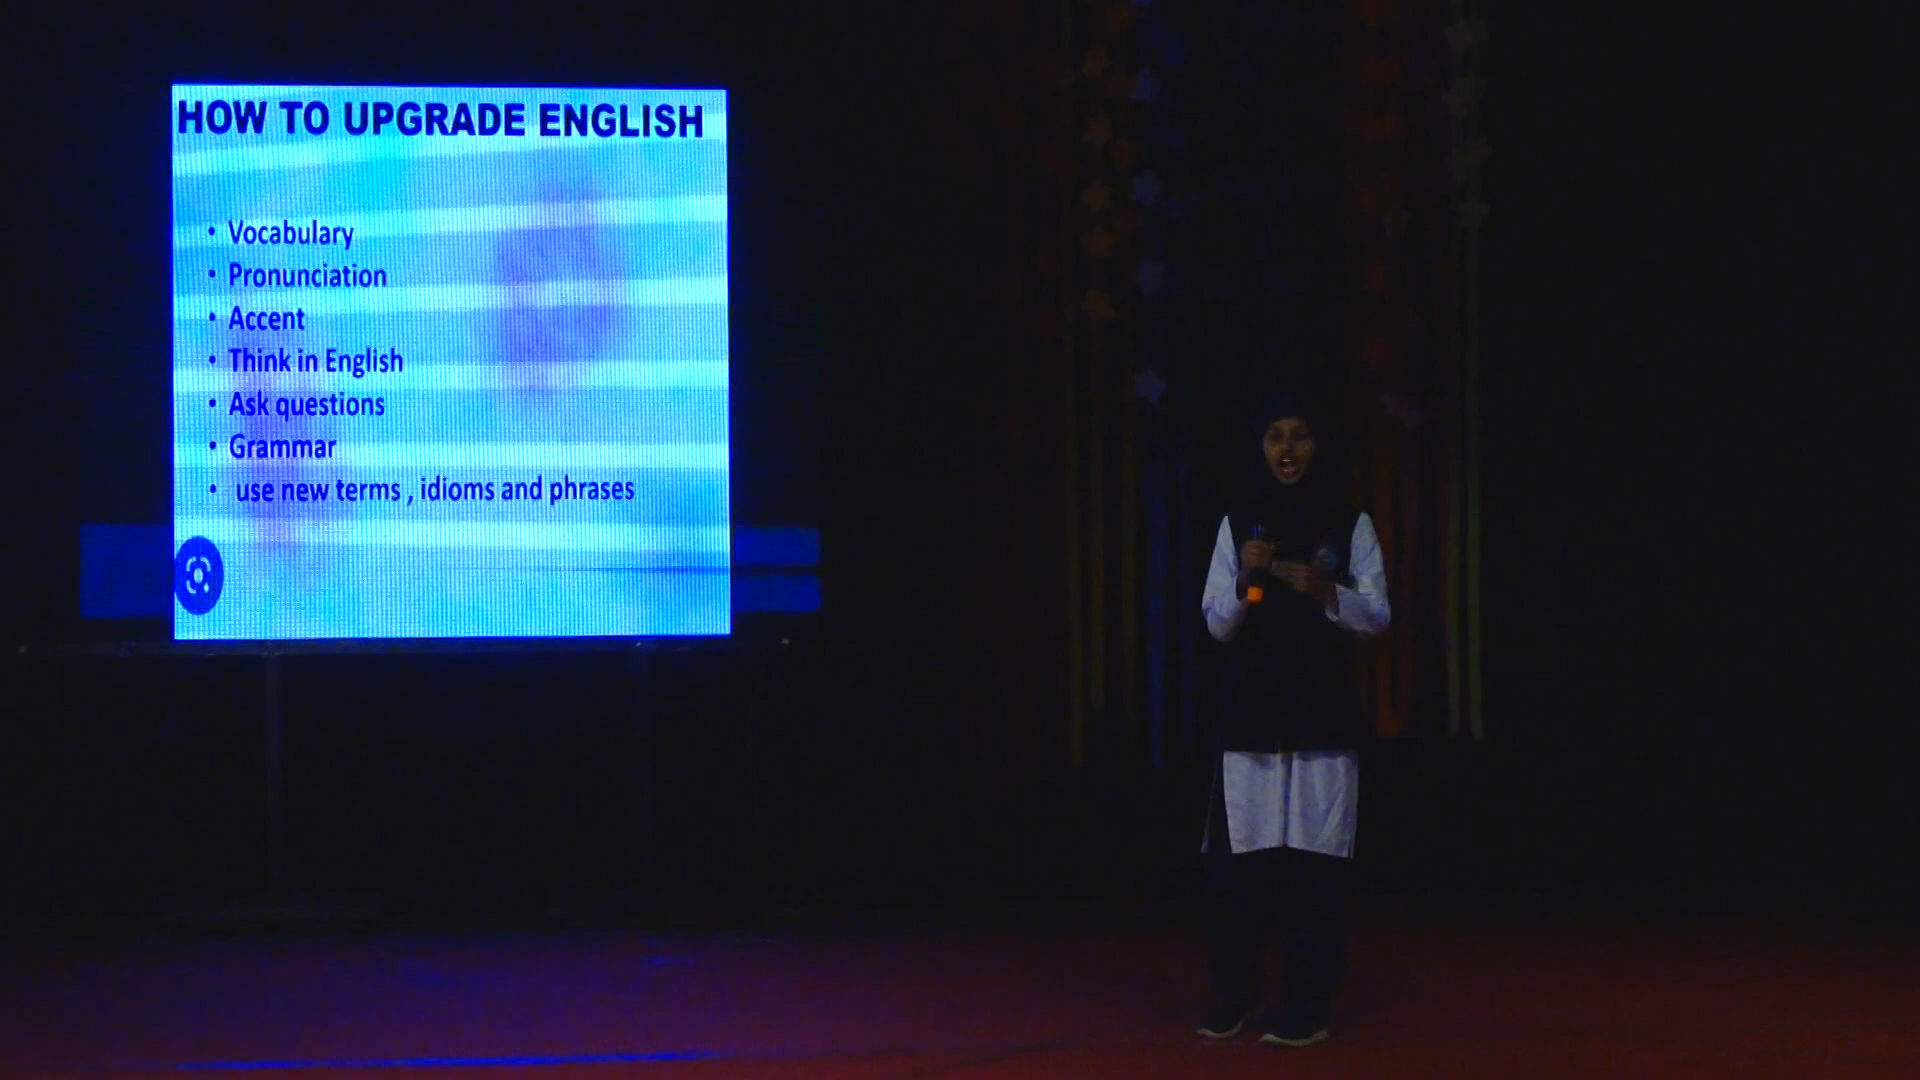 HOW TO UPGRADE ENGLISH
• Vocabulary
• Pronunciation
• Accent
• Think in English
• Ask questions
• Grammar
• use new terms , idioms and phrases